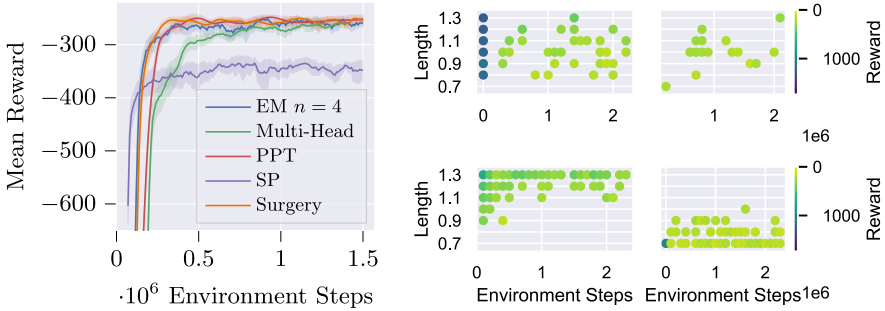 Mean Reward
−300
−400
−500
−600
EM n = 4
Multi-Head
PPT
SP
Surgery
0
0.5
1
1.5
·10⁶ Environment Steps
Length
1.3
1.1
0.9
0.7
0
1
2
0
1
2
0
1000
Reward
1e6
Length
1.3
1.1
0.9
0.7
0
1
2
Environment Steps
0
1
2
Environment Steps
1e6
0
1000
Reward